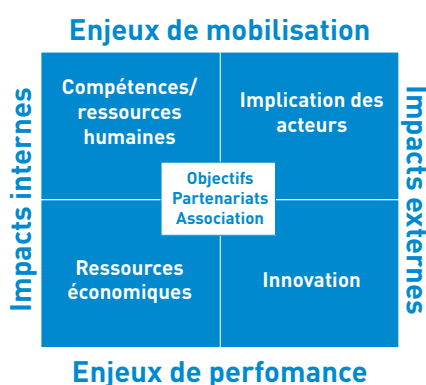 Enjeux de mobilisation
Impacts internes
Compétences/
ressources
humaines
Implication des
acteurs
Impacts externes
Objectifs
Partenariats
Association
Ressources
économiques
Innovation
Enjeux de perfomance